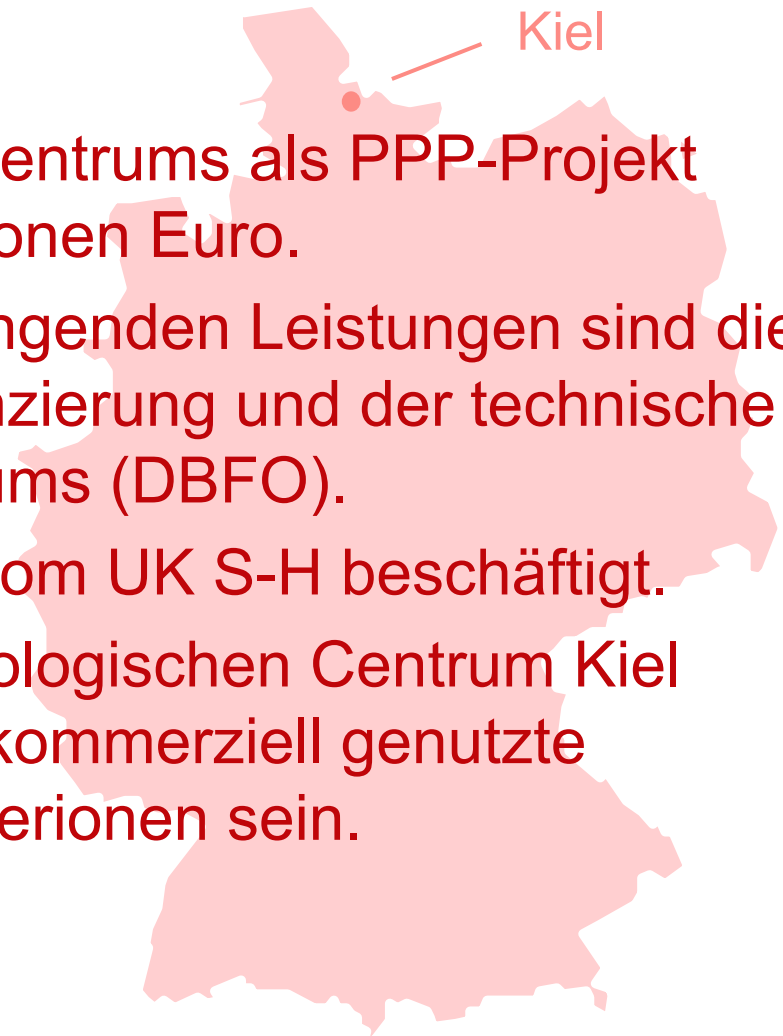 Kiel
entrums als PPP-Projekt
onen Euro.
ngenden Leistungen sind die
nzierung und der technische
ums (DBFO).
om UK S-H beschäftigt.
ologischen Centrum Kiel
kommerziell genutzte
erionen sein.